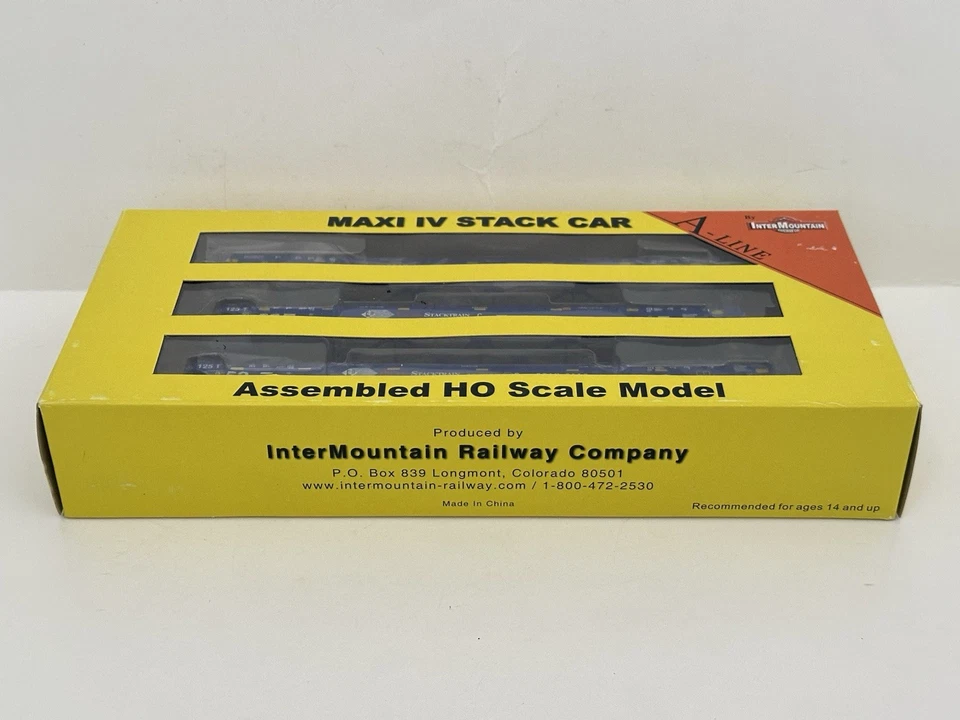 MAXI IV STACK CAR
A-LINE
By
INTERMOUNTAIN
STACKTRAIN
STACKTRAIN
Assembled HO Scale Model
Produced by
InterMountain Railway Company
P.O. Box 839 Longmont, Colorado 80501
www.intermountain-railway.com / 1-800-472-2530
Made In China
Recommended for ages 14 and up